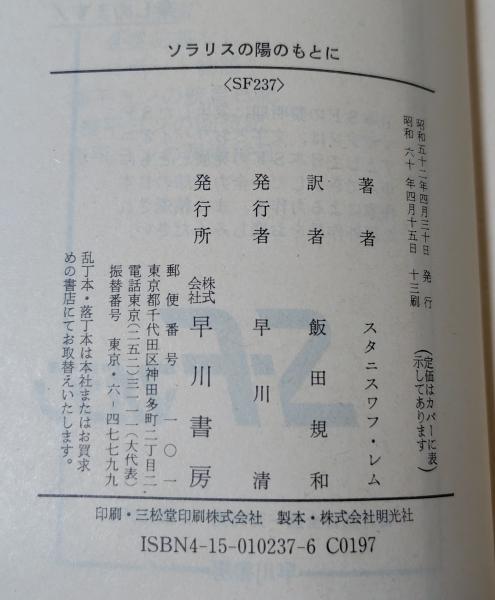 ソラリスの陽のもとに
〈SF237〉
昭和五十二年四月三十日 発行
昭和六十年四月十五日 十三刷
（定価はカバーに表
示してあります）
著者 スタニスワフ・レム
訳者 飯田規和
発行者 早川清
発行所 株式会社 早川書房
郵便番号 一〇一
東京都千代田区神田多町二丁目二
電話東京(二五二)三一一一(大代表)
振替番号 東京・六―四七七九九
乱丁本・落丁本は本社またはお買求
めの書店にてお取替えいたします。
印刷・三松堂印刷株式会社 製本・株式会社明光社
ISBN4-15-010237-6 C0197